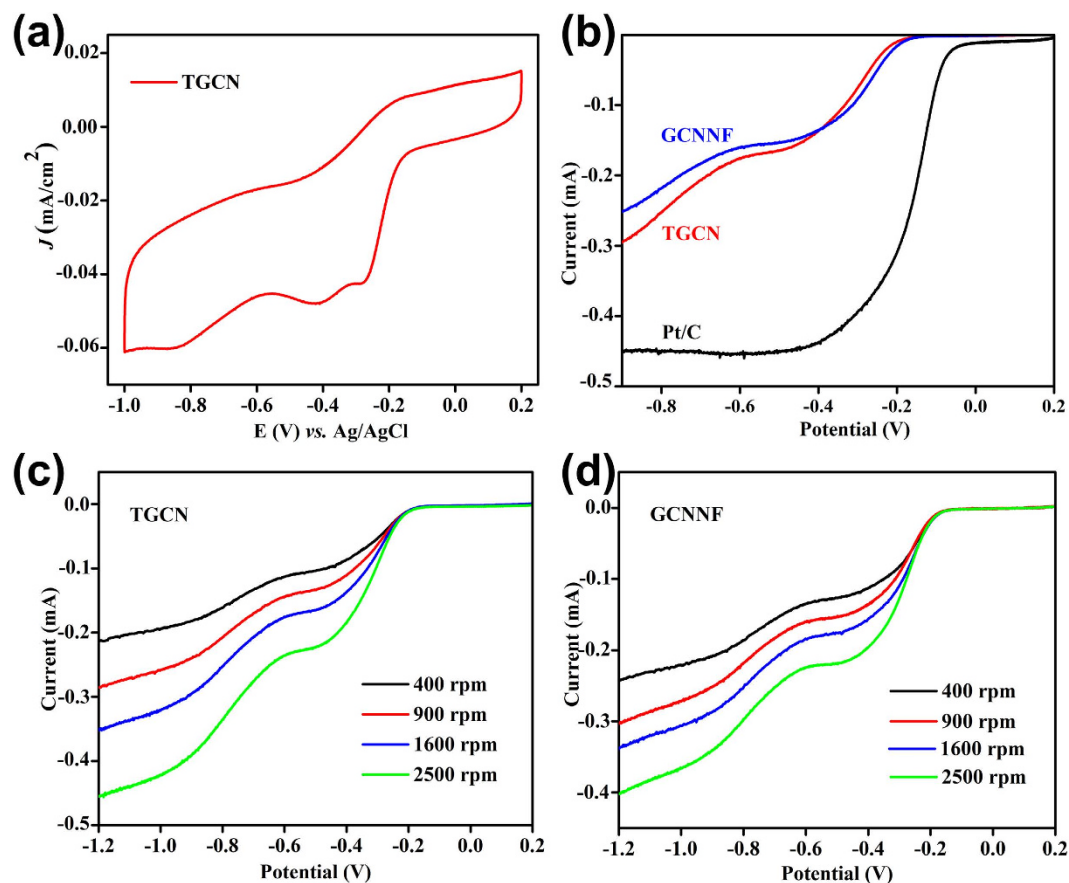 (a)
TGCN
0.02
0.00
-0.02
-0.04
-0.06
J (mA/cm²)
-1.0 -0.8 -0.6 -0.4 -0.2 0.0 0.2
E (V) vs. Ag/AgCl
(b)
GCNNF
TGCN
Pt/C
-0.1
-0.2
-0.3
-0.4
-0.5
Current (mA)
-0.8 -0.6 -0.4 -0.2 0.0 0.2
Potential (V)
(c)
TGCN
0.0
-0.1
-0.2
-0.3
-0.4
-0.5
Current (mA)
400 rpm
900 rpm
1600 rpm
2500 rpm
-1.2 -1.0 -0.8 -0.6 -0.4 -0.2 0.0 0.2
Potential (V)
(d)
GCNNF
0.0
-0.1
-0.2
-0.3
-0.4
Current (mA)
400 rpm
900 rpm
1600 rpm
2500 rpm
-1.2 -1.0 -0.8 -0.6 -0.4 -0.2 0.0 0.2
Potential (V)